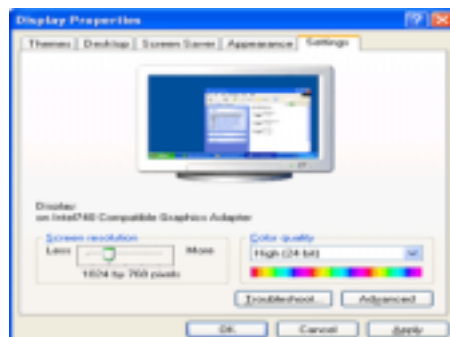 Display Properties
Themes Desktop Screen Saver Appearance Settings
Display:
on Intel740 Compatible Graphics Adapter
Screen resolution
Less More
1024 by 768 pixels
Color quality
High (24 bit)
Troubleshoot... Advanced
OK Cancel Apply